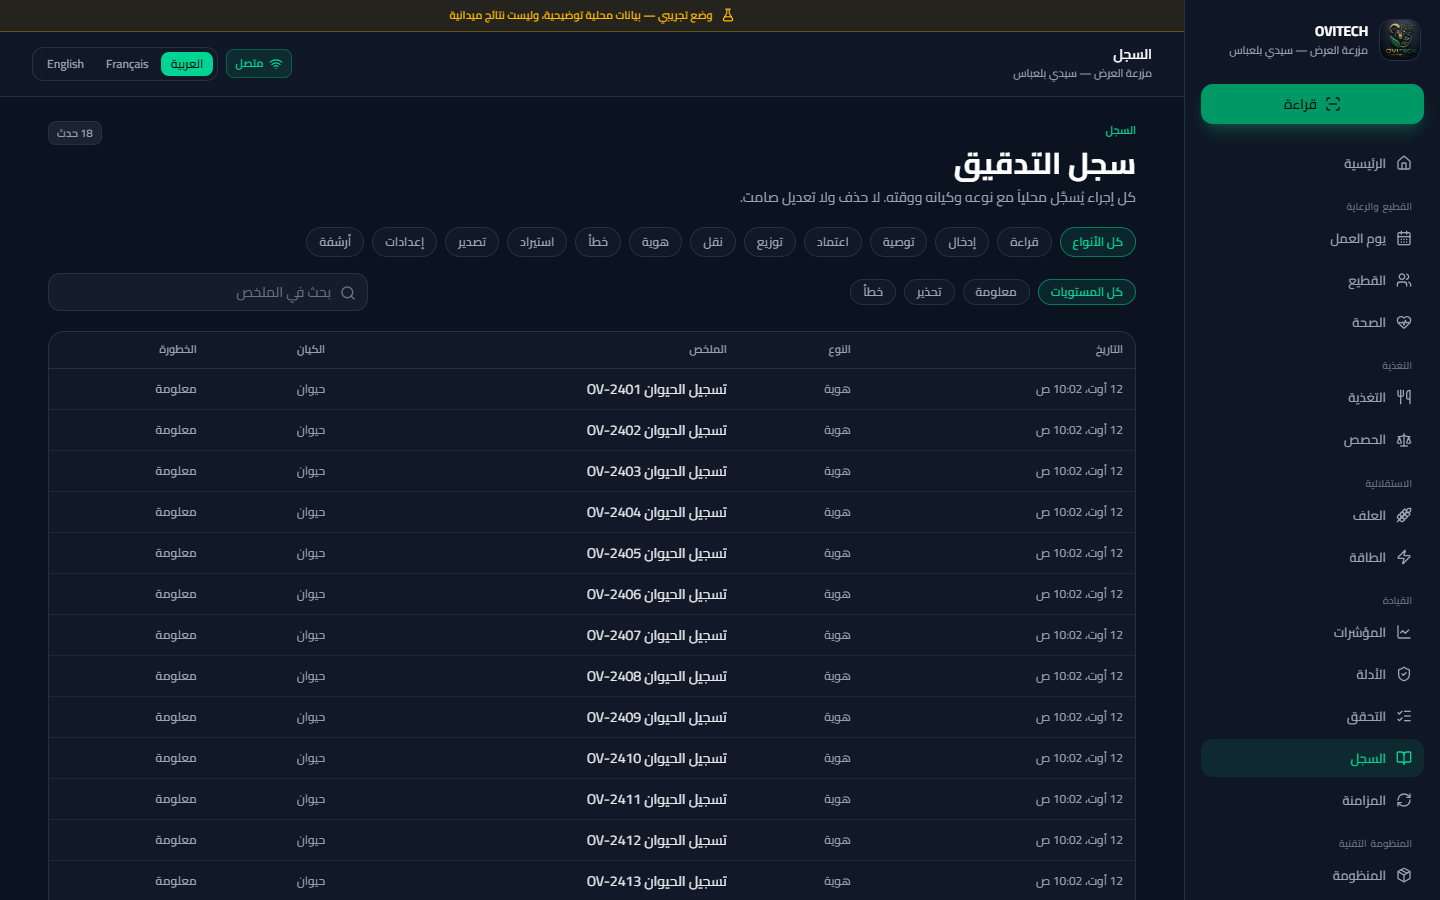 وضع تجريبي — بيانات محلية توضيحية، وليست نتائج ميدانية
OVITECH
مزرعة العرض — سيدي بلعباس
قراءة
الرئيسية
القطيع والرعاية
يوم العمل
القطيع
الصحة
التغذية
التغذية
الحصص
الاستقلالية
العلف
الطاقة
القيادة
المؤشرات
الأدلة
التحقق
السجل
المزامنة
المنظومة التقنية
المنظومة
السجل
مزرعة العرض — سيدي بلعباس
متصل
العربية Français English
السجل
18 حدث
سجل التدقيق
كل إجراء يُسجَّل محلياً مع نوعه وكيانه ووقته. لا حذف ولا تعديل صامت.
كل الأنواع قراءة إدخال توصية اعتماد توزيع نقل هوية خطأ استيراد تصدير إعدادات أرشفة
كل المستويات معلومة تحذير خطأ
بحث في الملخص
التاريخ النوع الملخص الكيان الخطورة
12 أوت، 10:02 ص هوية تسجيل الحيوان OV-2401 حيوان معلومة
12 أوت، 10:02 ص هوية تسجيل الحيوان OV-2402 حيوان معلومة
12 أوت، 10:02 ص هوية تسجيل الحيوان OV-2403 حيوان معلومة
12 أوت، 10:02 ص هوية تسجيل الحيوان OV-2404 حيوان معلومة
12 أوت، 10:02 ص هوية تسجيل الحيوان OV-2405 حيوان معلومة
12 أوت، 10:02 ص هوية تسجيل الحيوان OV-2406 حيوان معلومة
12 أوت، 10:02 ص هوية تسجيل الحيوان OV-2407 حيوان معلومة
12 أوت، 10:02 ص هوية تسجيل الحيوان OV-2408 حيوان معلومة
12 أوت، 10:02 ص هوية تسجيل الحيوان OV-2409 حيوان معلومة
12 أوت، 10:02 ص هوية تسجيل الحيوان OV-2410 حيوان معلومة
12 أوت، 10:02 ص هوية تسجيل الحيوان OV-2411 حيوان معلومة
12 أوت، 10:02 ص هوية تسجيل الحيوان OV-2412 حيوان معلومة
12 أوت، 10:02 ص هوية تسجيل الحيوان OV-2413 حيوان معلومة